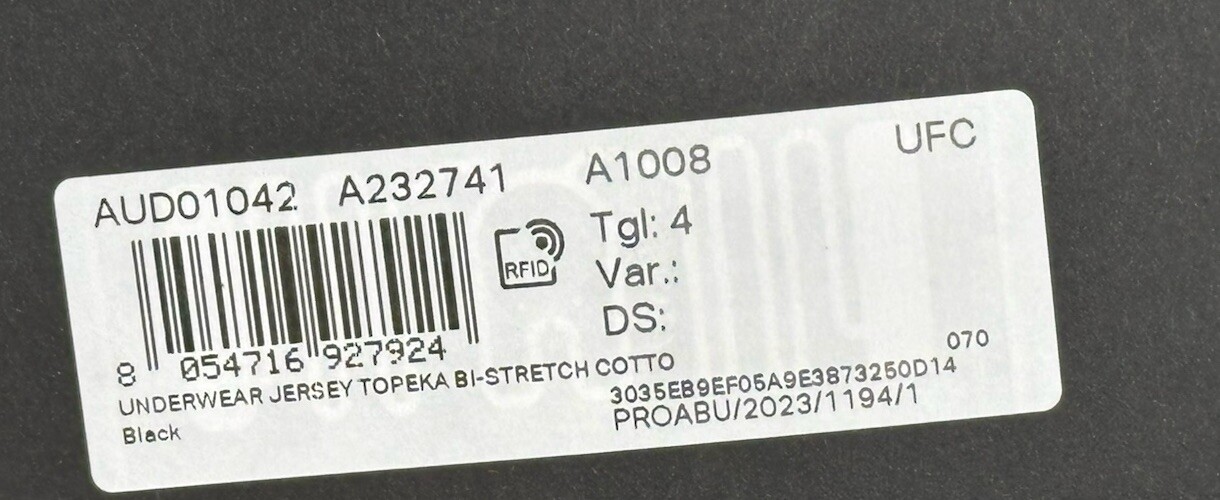 AUD01042 A232741 A1008 UFC
RFID
Tgl: 4
Var.:
DS:
8 054716 927924
UNDERWEAR JERSEY TOPEKA BI-STRETCH COTTO
Black
070
3035EB9EF05A9E3873250D14
PROABU/2023/1194/1